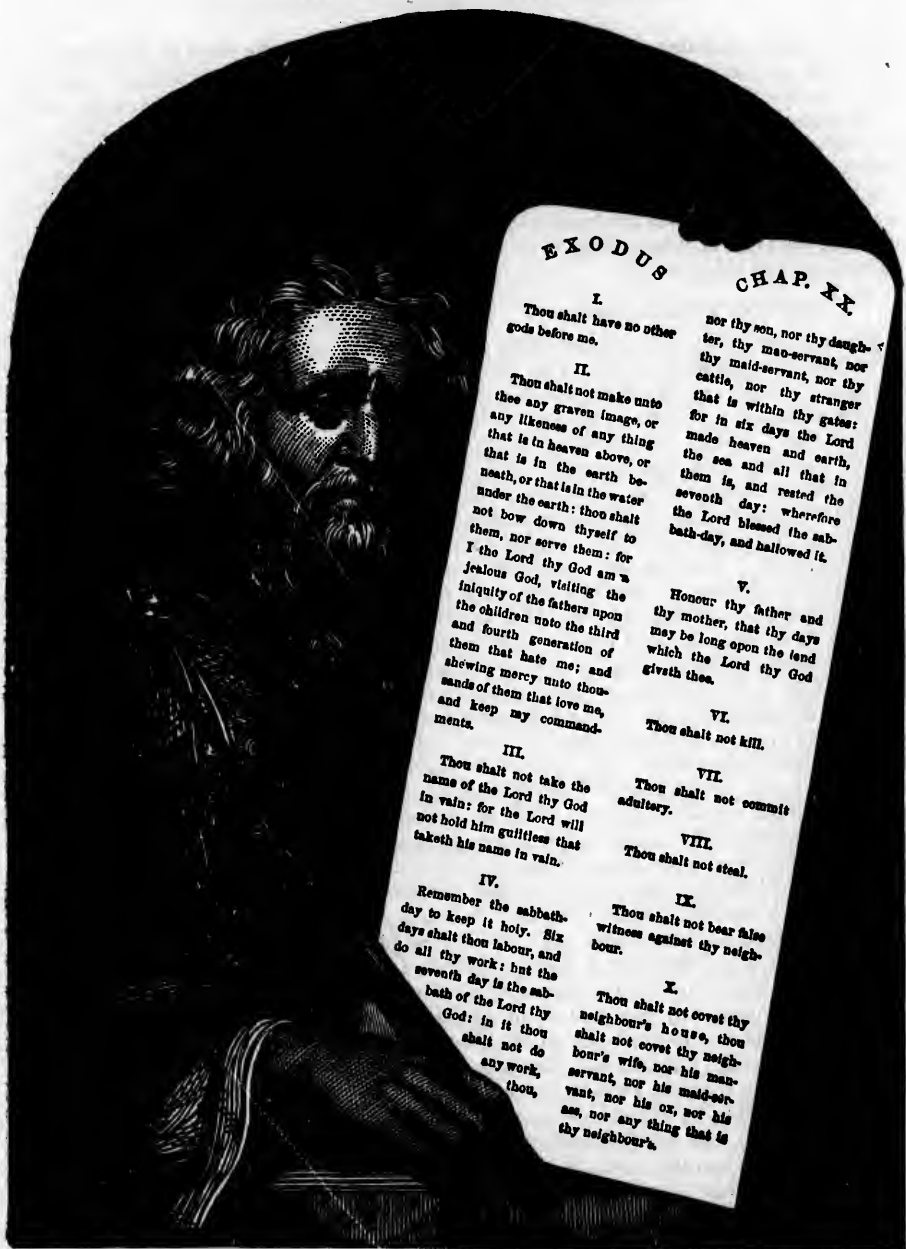 EXODUS CHAP. XX.
I.
Thou shalt have no other
gods before me.
II.
Thou shalt not make unto
thee any graven image, or
any likeness of any thing
that is in heaven above, or
that is in the earth be-
neath, or that is in the water
under the earth: thou shalt
not bow down thyself to
them, nor serve them: for
I the Lord thy God am a
jealous God, visiting the
iniquity of the fathers upon
the children unto the third
and fourth generation of
them that hate me; and
shewing mercy unto thou-
sands of them that love me,
and keep my command-
ments.
III.
Thou shalt not take the
name of the Lord thy God
in vain: for the Lord will
not hold him guiltless that
taketh his name in vain.
IV.
Remember the sabbath-
day to keep it holy. Six
days shalt thou labour, and
do all thy work: but the
seventh day is the sab-
bath of the Lord thy
God: in it thou
shalt not do
any work,
thou,
nor thy son, nor thy daugh-
ter, thy man-servant, nor
thy maid-servant, nor thy
cattle, nor thy stranger
that is within thy gates:
for in six days the Lord
made heaven and earth,
the sea and all that in
them is, and rested the
seventh day: wherefore
the Lord blessed the sab-
bath-day, and hallowed it.
V.
Honour thy father and
thy mother, that thy days
may be long upon the land
which the Lord thy God
giveth thee.
VI.
Thou shalt not kill.
VII.
Thou shalt not commit
adultery.
VIII.
Thou shalt not steal.
IX.
Thou shalt not bear false
witness against thy neigh-
bour.
X.
Thou shalt not covet thy
neighbour's house, thou
shalt not covet thy neigh-
bour's wife, nor his man-
servant, nor his maid-ser-
vant, nor his ox, nor his
ass, nor any thing that is
thy neighbour's.